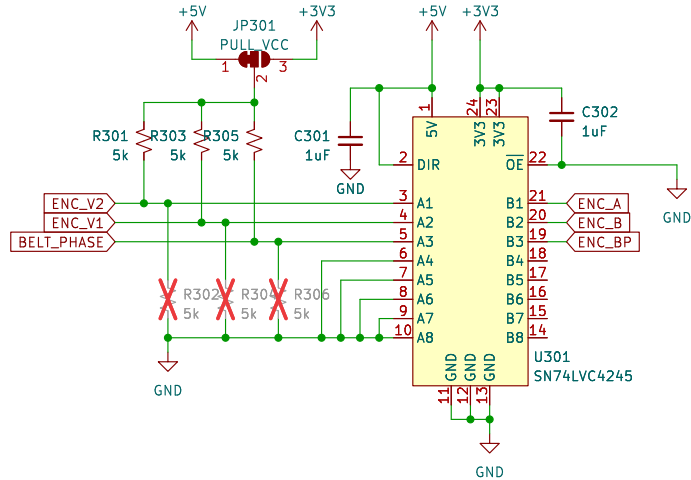 +5V
+3V3
JP301
PULL_VCC
1
2
3
+5V
+3V3
R301
5k
R303
5k
R305
5k
C301
1uF
GND
C302
1uF
GND
1
24
23
5V
3V3
3V3
2 DIR
OE 22
ENC_V2
3 A1
B1 21
ENC_A
ENC_V1
4 A2
B2 20
ENC_B
BELT_PHASE
5 A3
B3 19
ENC_BP
6 A4
B4 18
7 A5
B5 17
8 A6
B6 16
9 A7
B7 15
10 A8
B8 14
R302
5k
R304
5k
R306
5k
GND
GND
GND
GND
11
12
13
U301
SN74LVC4245
GND